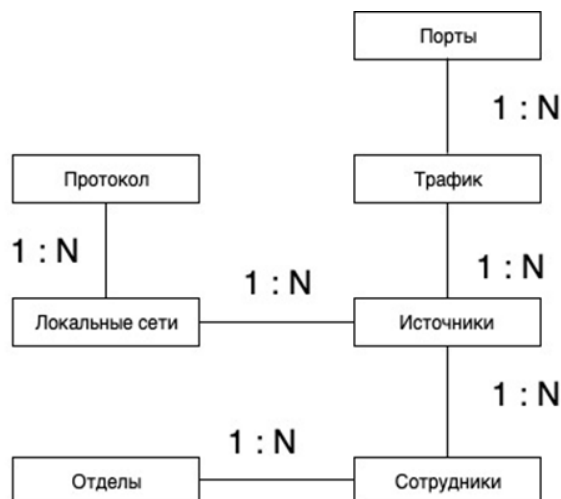 Порты
1 : N
Протокол
Трафик
1 : N
1 : N
1 : N
Локальные сети
Источники
1 : N
1 : N
Отделы
Сотрудники